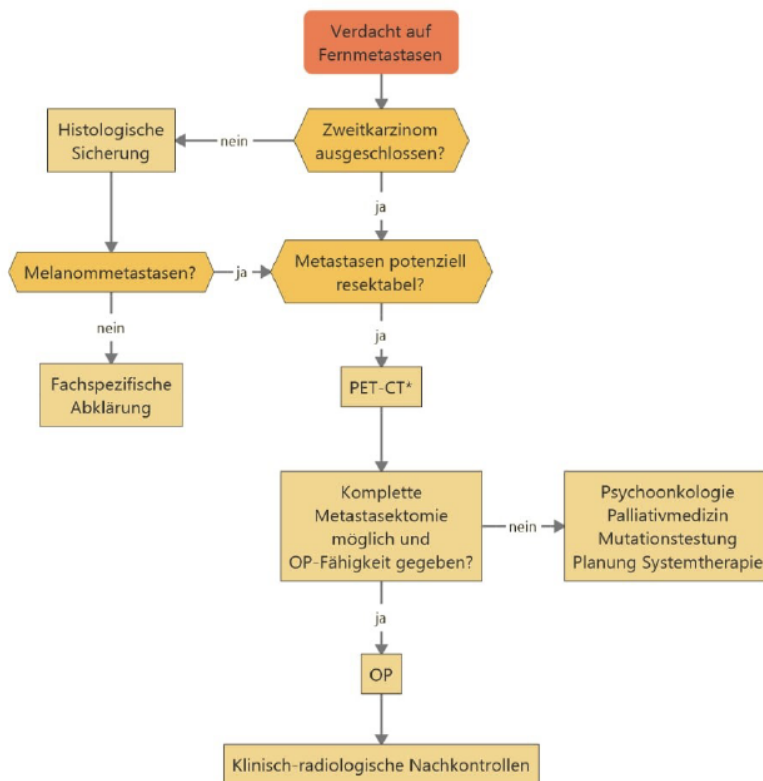 Verdacht auf
Fernmetastasen
Histologische
Sicherung
nein
Zweitkarzinom
ausgeschlossen?
ja
Melanommetastasen?
ja
Metastasen potenziell
resektabel?
nein
ja
Fachspezifische
Abklärung
PET-CT*
Komplette
Metastasektomie
möglich und
OP-Fähigkeit gegeben?
nein
Psychoonkologie
Palliativmedizin
Mutationstestung
Planung Systemtherapie
ja
OP
Klinisch-radiologische Nachkontrollen